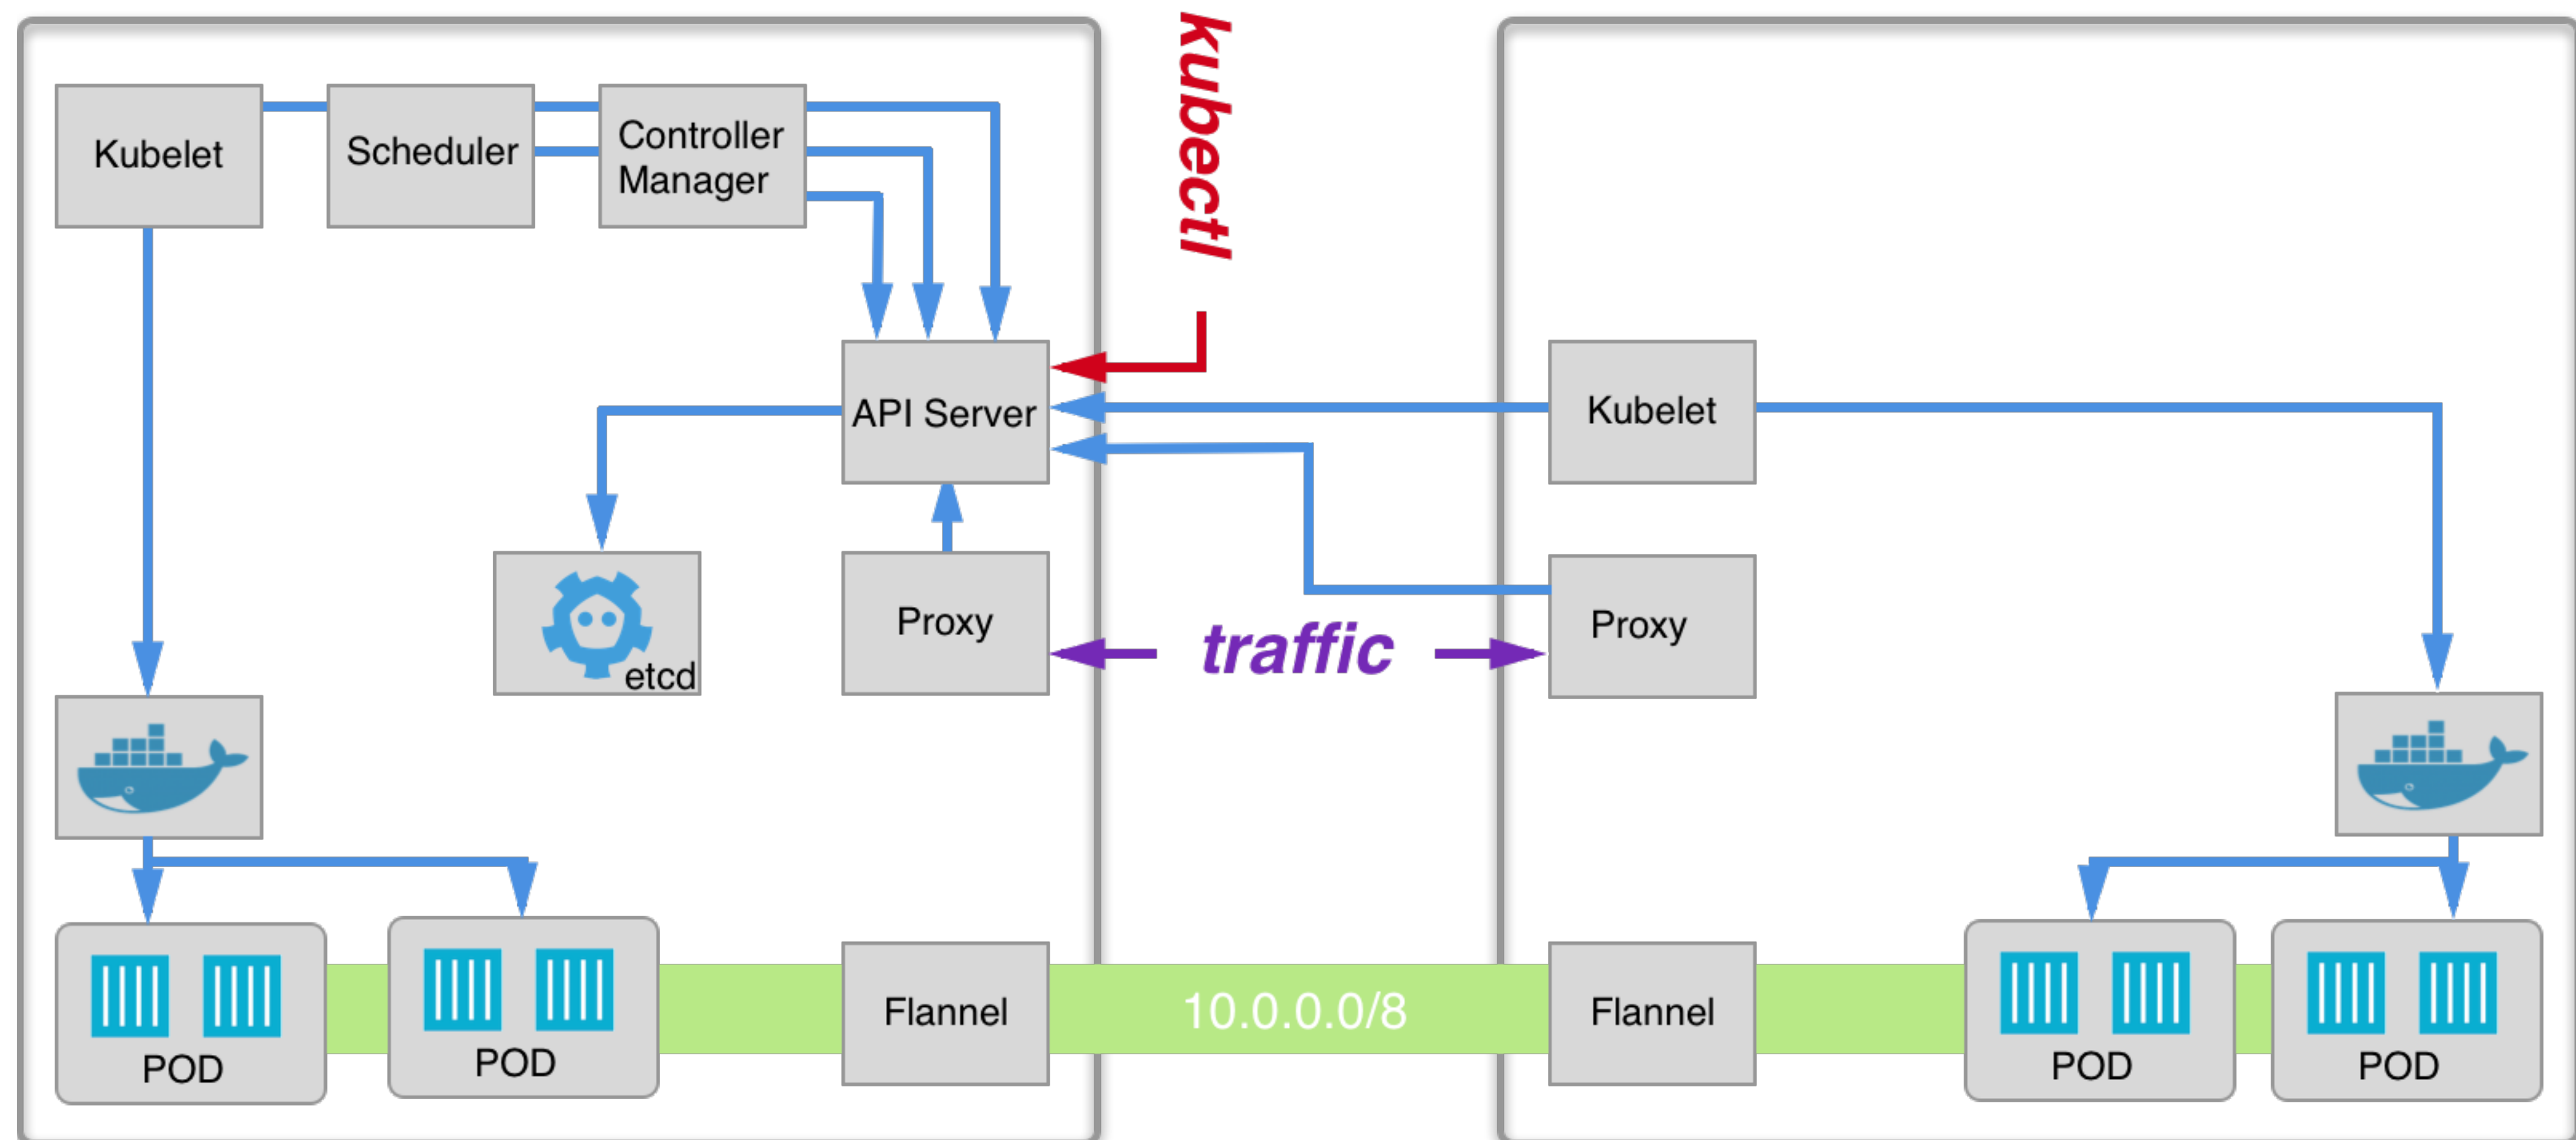 kubectl
Kubelet
Scheduler
Controller
Manager
API Server
Kubelet
etcd
Proxy
traffic
Proxy
POD
POD
Flannel
10.0.0.0/8
Flannel
POD
POD